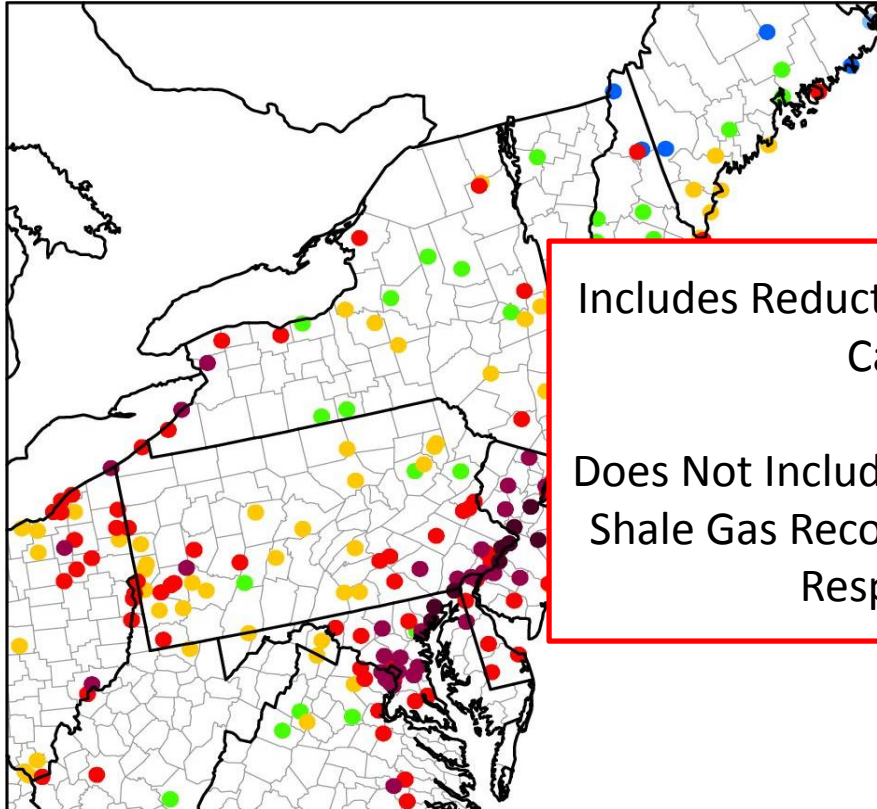 Includes Reduct
Ca
Does Not Includ
Shale Gas Reco
Resp